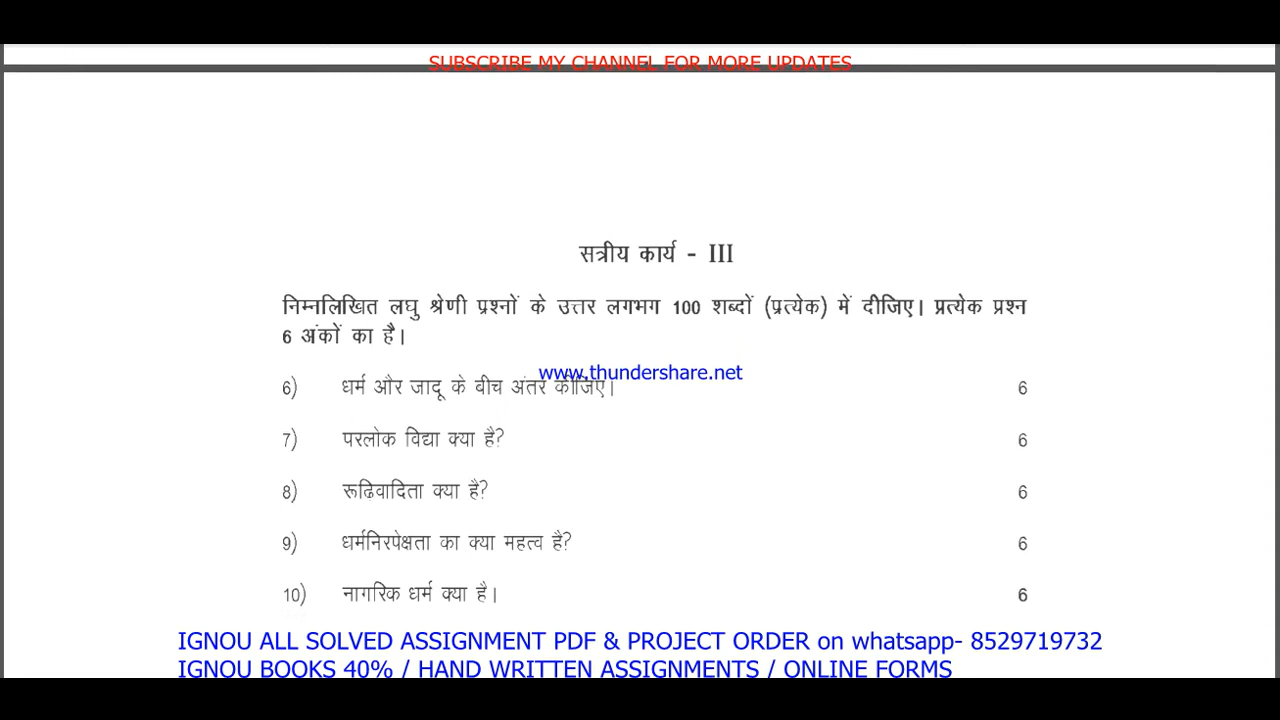 SUBSCRIBE MY CHANNEL FOR MORE UPDATES
सत्रीय कार्य - III
निम्नलिखित लघु श्रेणी प्रश्नों के उत्तर लगभग 100 शब्दों (प्रत्येक) में दीजिए। प्रत्येक प्रश्न
6 अंकों का है।
www.thundershare.net
6) धर्म और जादू के बीच अंतर कीजिए। 6
7) परलोक विद्या क्या है? 6
8) रूढिवादिता क्या है? 6
9) धर्मनिरपेक्षता का क्या महत्व है? 6
10) नागरिक धर्म क्या है। 6
IGNOU ALL SOLVED ASSIGNMENT PDF & PROJECT ORDER on whatsapp- 8529719732
IGNOU BOOKS 40% / HAND WRITTEN ASSIGNMENTS / ONLINE FORMS